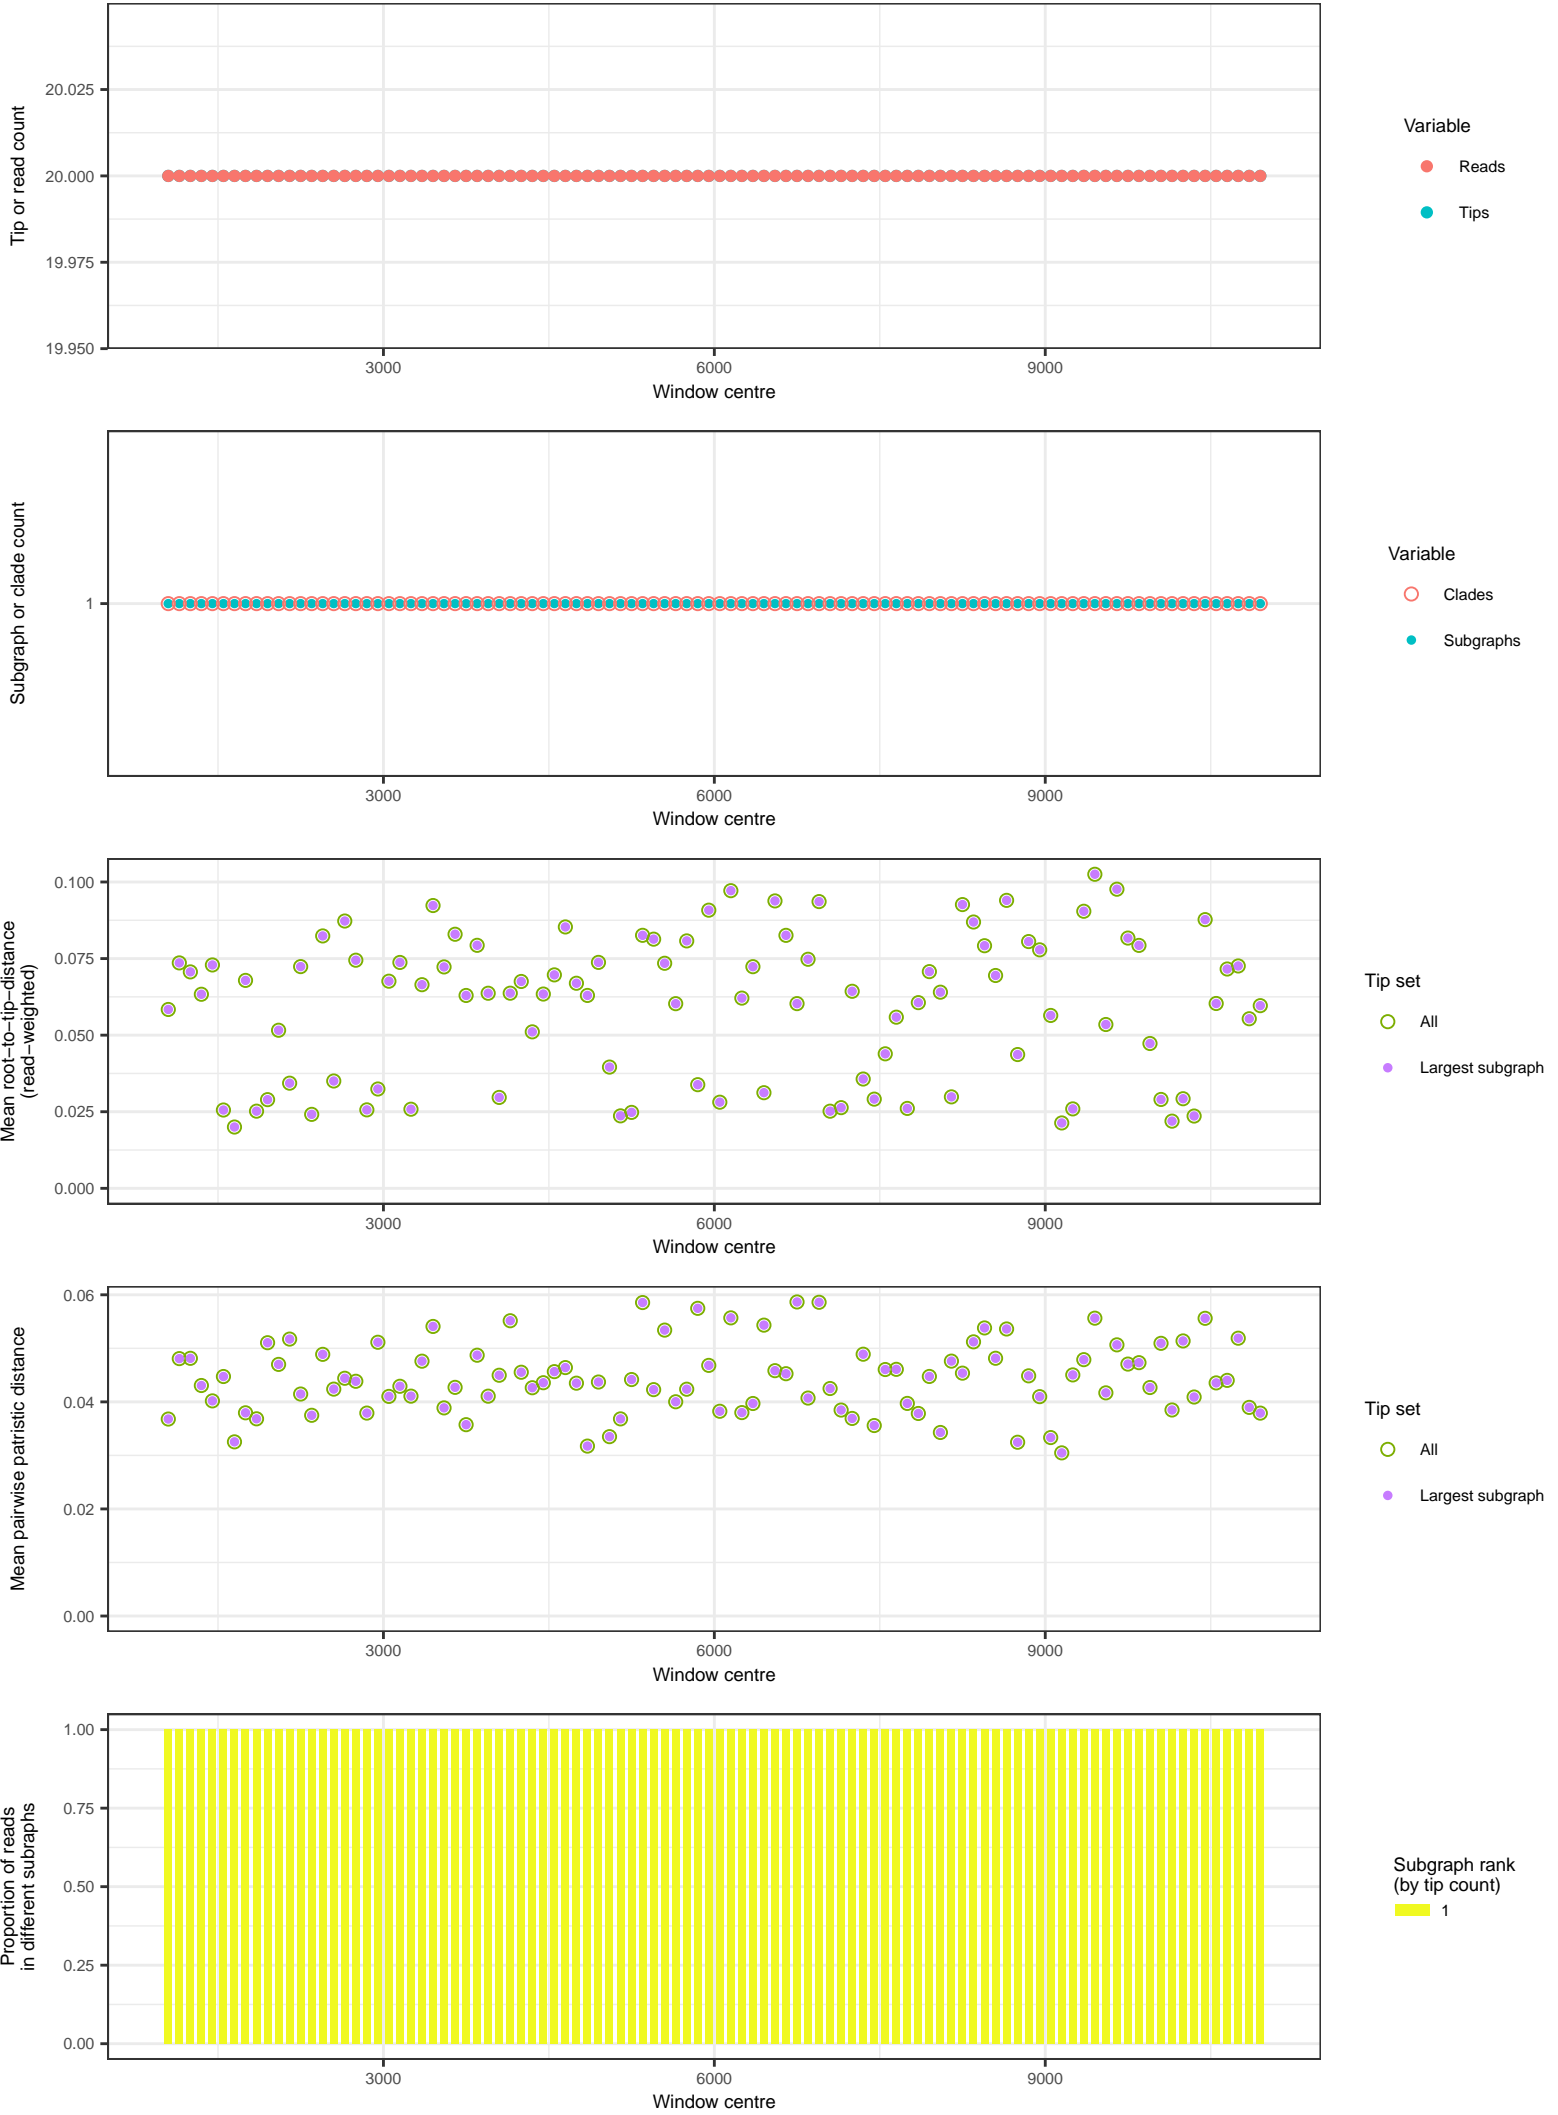 20.025
20.000
19.975
19.950
Tip or read count
3000 6000 9000
Window centre
Variable
Reads
Tips
1
Subgraph or clade count
3000 6000 9000
Window centre
Variable
Clades
Subgraphs
0.100
0.075
0.050
0.025
0.000
Mean root−to−tip−distance
(read−weighted)
3000 6000 9000
Window centre
Tip set
All
Largest subgraph
0.06
0.04
0.02
0.00
Mean pairwise patristic distance
3000 6000 9000
Window centre
Tip set
All
Largest subgraph
1.00
0.75
0.50
0.25
0.00
Proportion of reads
in different subraphs
3000 6000 9000
Window centre
Subgraph rank
(by tip count)
1